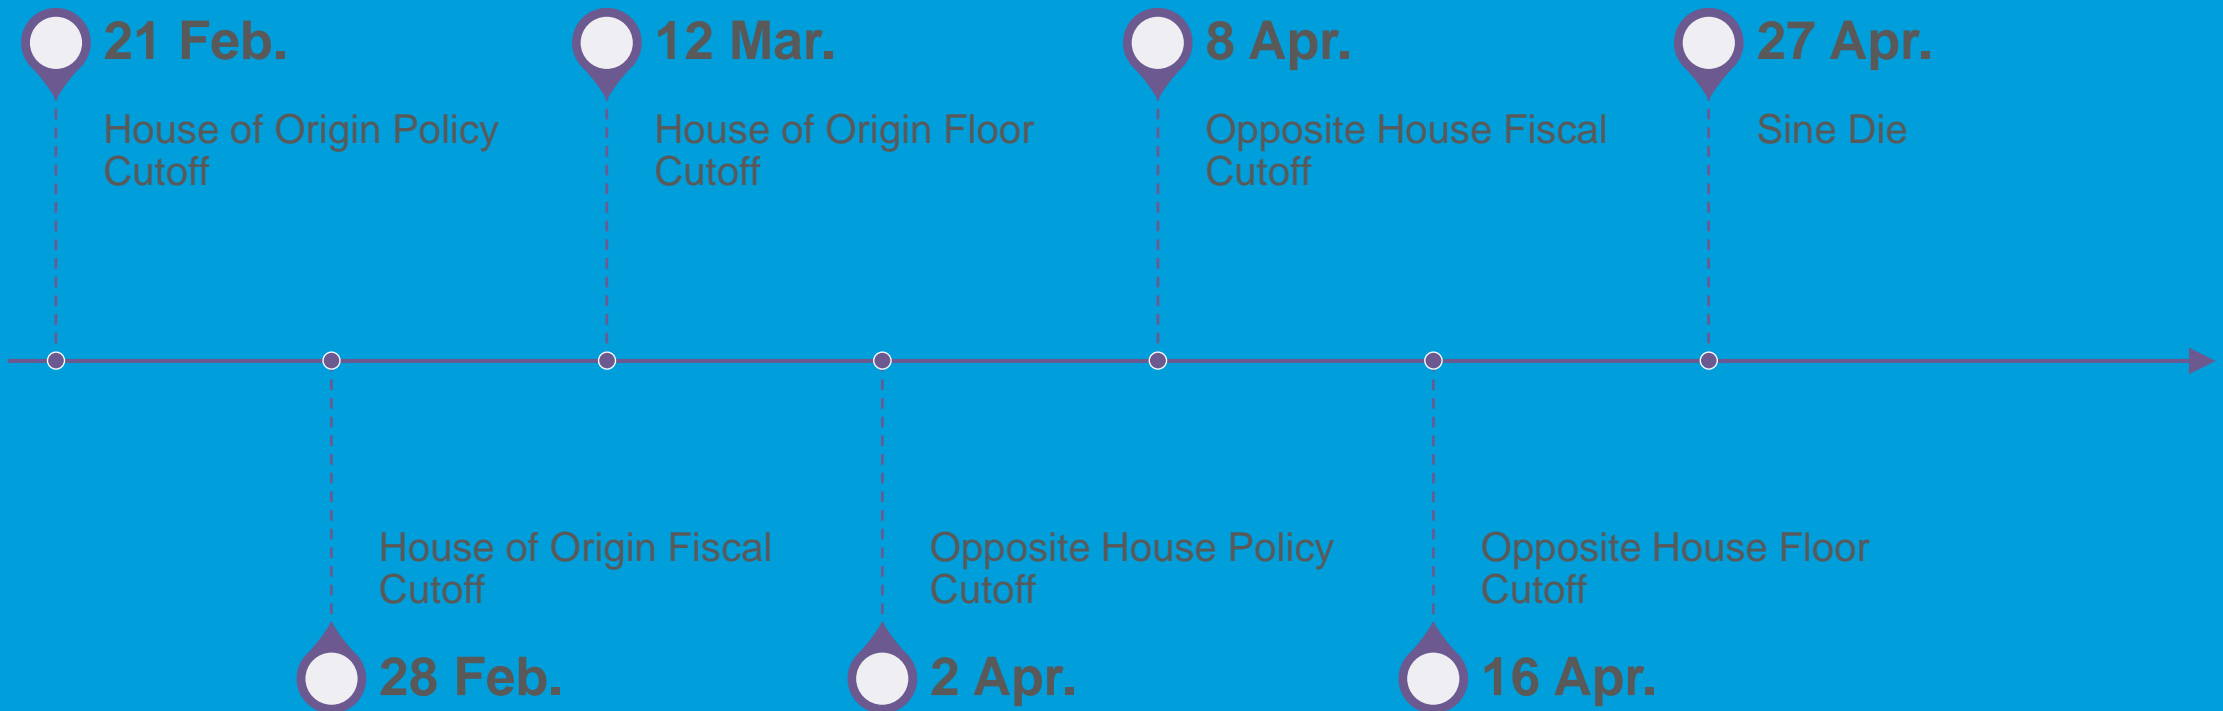 21 Feb.
House of Origin Policy
Cutoff
12 Mar.
House of Origin Floor
Cutoff
8 Apr.
Opposite House Fiscal
Cutoff
27 Apr.
Sine Die
House of Origin Fiscal
Cutoff
28 Feb.
Opposite House Policy
Cutoff
2 Apr.
Opposite House Floor
Cutoff
16 Apr.